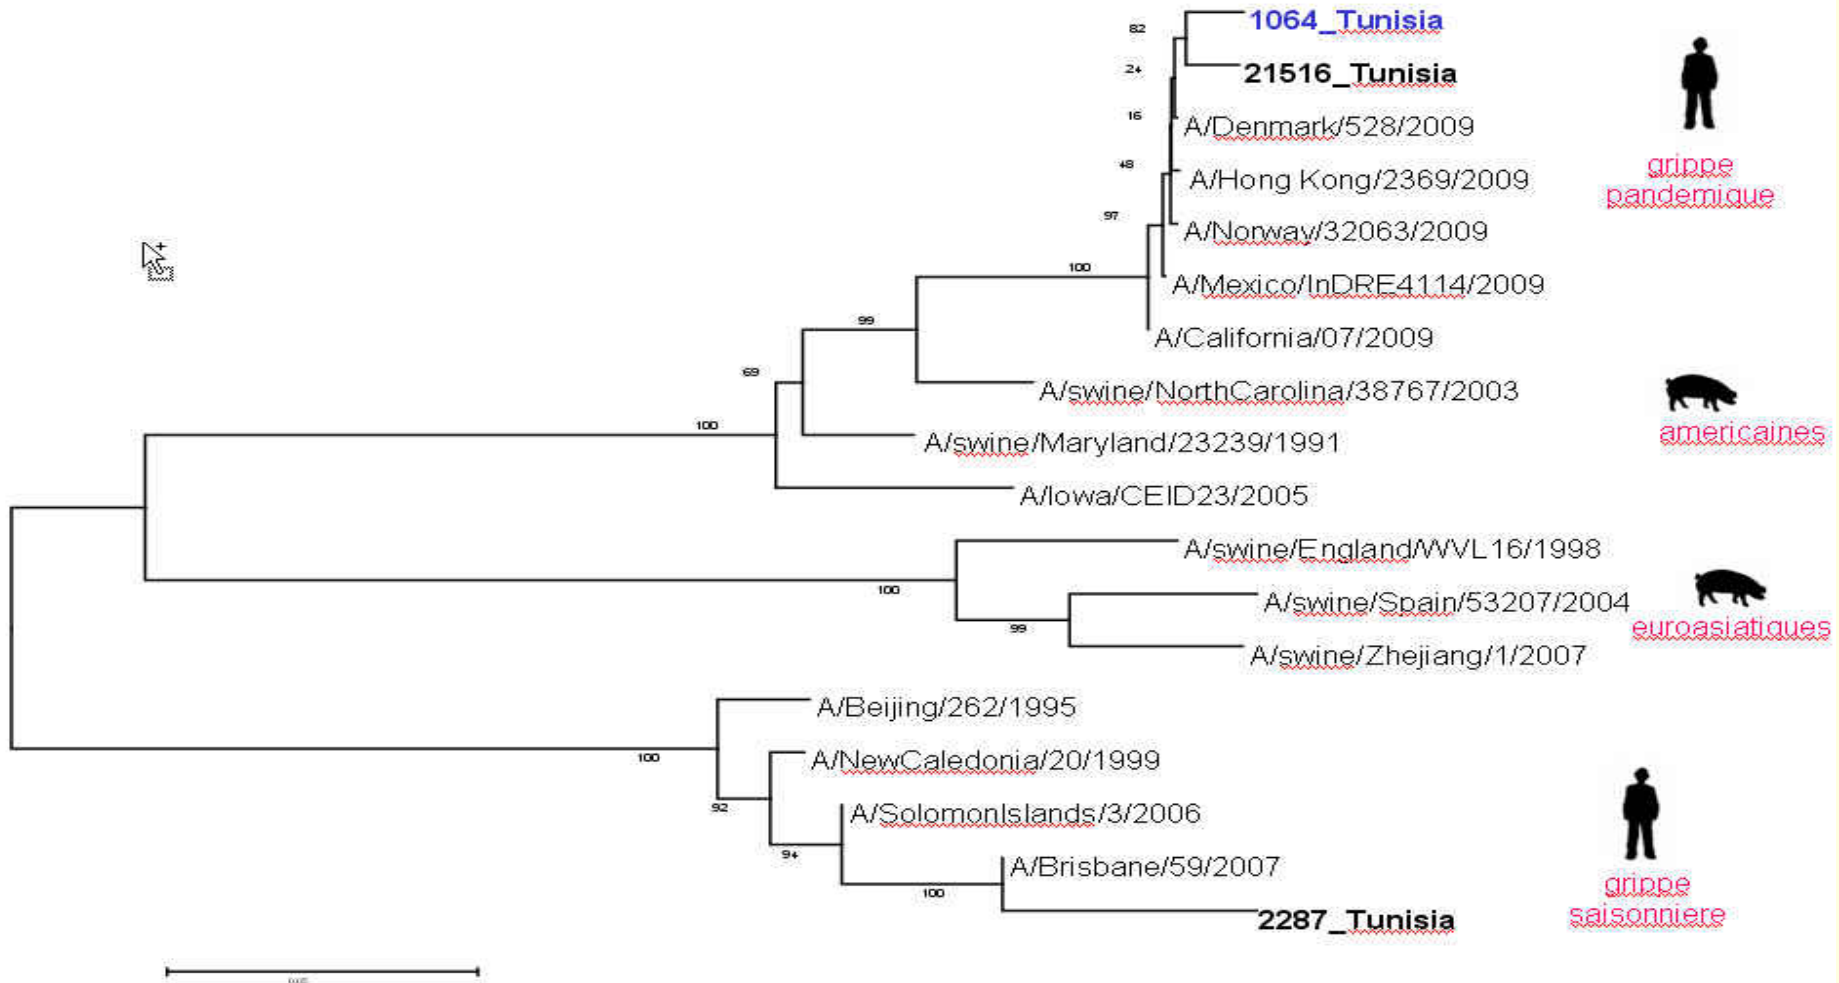 82
1064_Tunisia
24
21516_Tunisia
16
A/Denmark/528/2009
48
A/Hong Kong/2369/2009
grippe
pandemique
97
A/Norway/32063/2009
100
A/Mexico/InDRE4114/2009
99
A/California/07/2009
69
A/swine/NorthCarolina/38767/2003
100
A/swine/Maryland/23239/1991
americaines
A/Iowa/CEID23/2005
A/swine/England/WVL16/1998
100
A/swine/Spain/53207/2004
99
euroasiatiques
A/swine/Zhejiang/1/2007
A/Beijing/262/1995
100
A/NewCaledonia/20/1999
92
A/SolomonIslands/3/2006
94
A/Brisbane/59/2007
100
grippe
saisonniere
2287_Tunisia